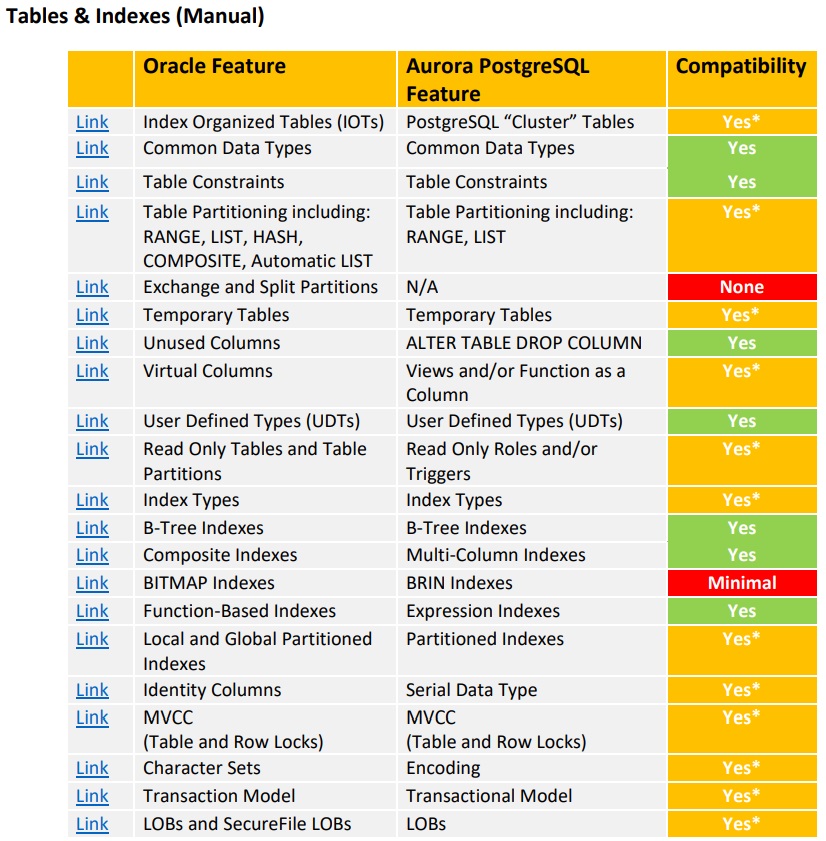 Tables & Indexes (Manual)
Oracle Feature Aurora PostgreSQL Compatibility
Feature
Link Index Organized Tables (IOTs) PostgreSQL “Cluster” Tables Yes*
Link Common Data Types Common Data Types Yes
Link Table Constraints Table Constraints Yes
Link Table Partitioning including: Table Partitioning including: Yes*
RANGE, LIST, HASH, RANGE, LIST
COMPOSITE, Automatic LIST
Link Exchange and Split Partitions N/A None
Link Temporary Tables Temporary Tables Yes*
Link Unused Columns ALTER TABLE DROP COLUMN Yes
Link Virtual Columns Views and/or Function as a Yes*
Column
Link User Defined Types (UDTs) User Defined Types (UDTs) Yes
Link Read Only Tables and Table Read Only Roles and/or Yes*
Partitions Triggers
Link Index Types Index Types Yes*
Link B-Tree Indexes B-Tree Indexes Yes
Link Composite Indexes Multi-Column Indexes Yes
Link BITMAP Indexes BRIN Indexes Minimal
Link Function-Based Indexes Expression Indexes Yes
Link Local and Global Partitioned Partitioned Indexes Yes*
Indexes
Link Identity Columns Serial Data Type Yes*
Link MVCC MVCC Yes*
(Table and Row Locks) (Table and Row Locks)
Link Character Sets Encoding Yes*
Link Transaction Model Transactional Model Yes*
Link LOBs and SecureFile LOBs LOBs Yes*